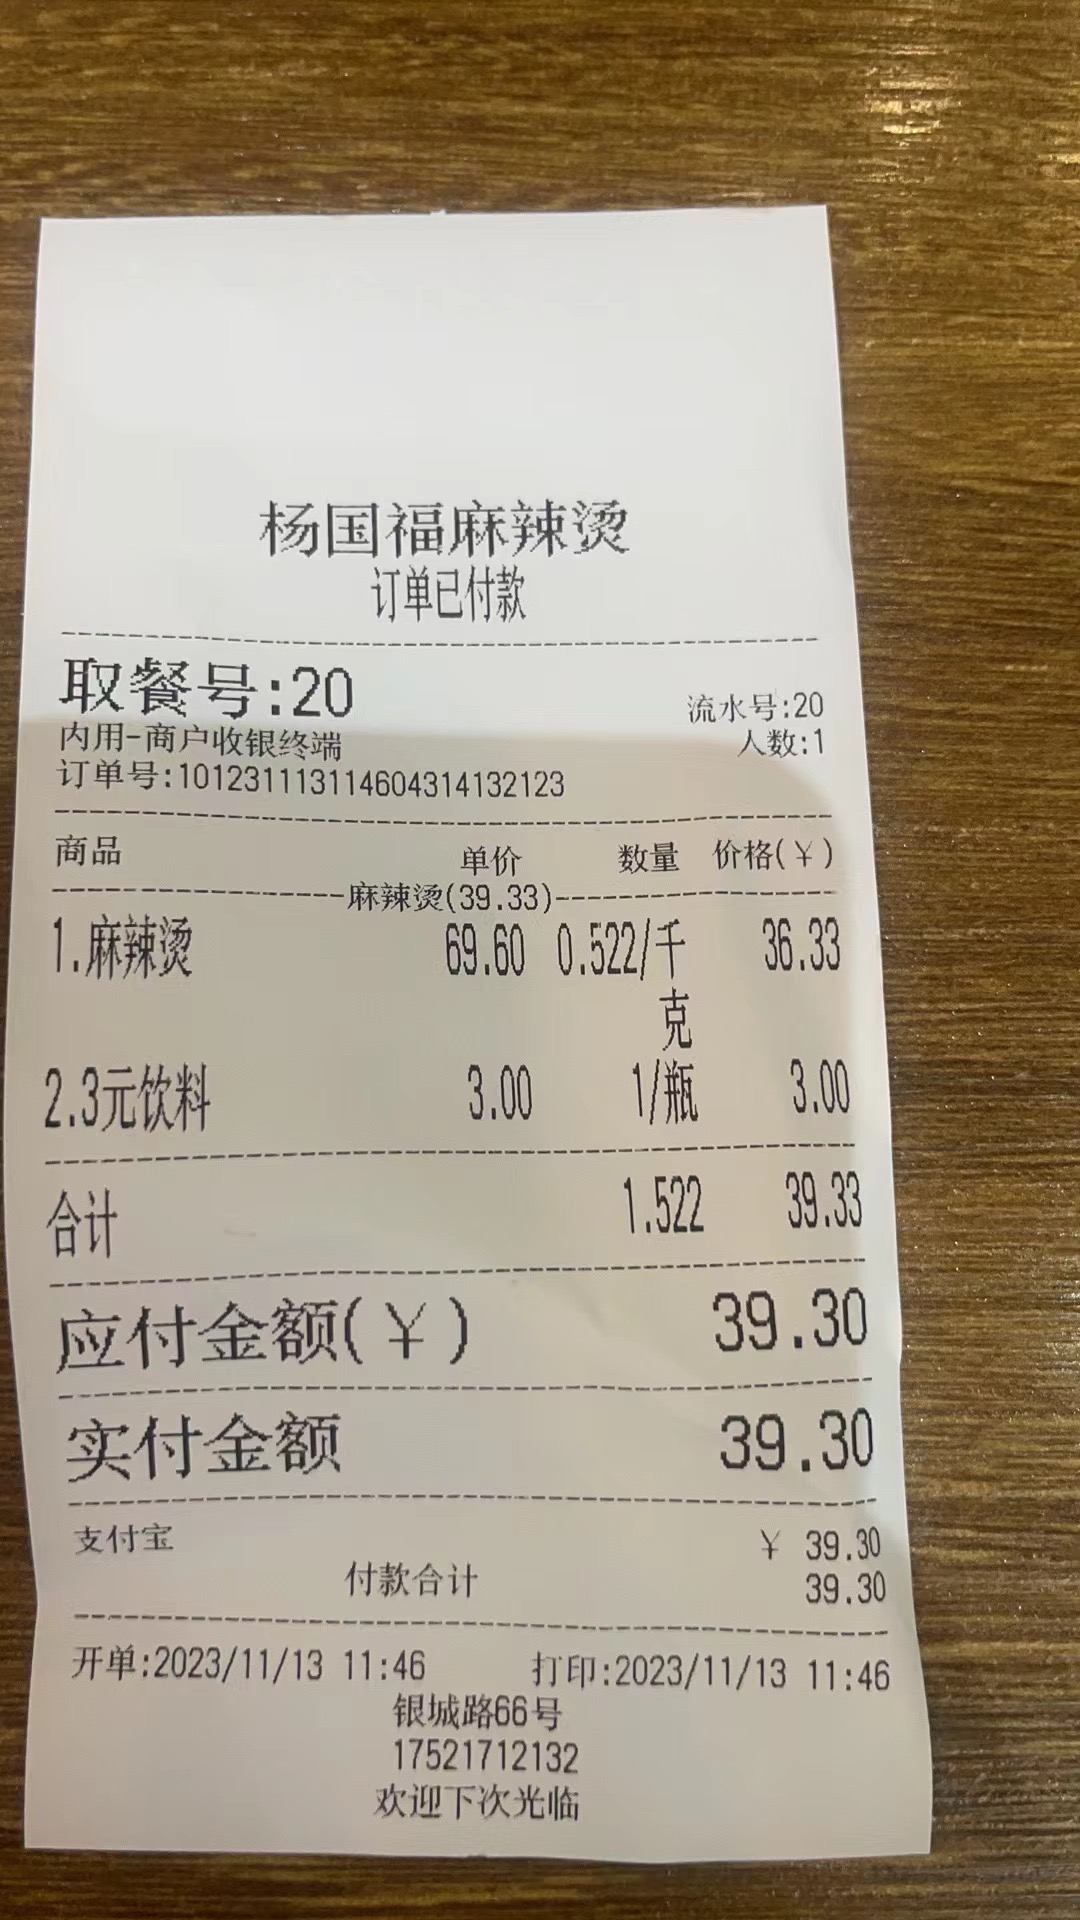 杨国福麻辣烫
订单已付款
取餐号:20
流水号:20
内用-商户收银终端
人数:1
订单号:1012311131114604314132123
商品 单价 数量 价格(¥)
麻辣烫(39.33)
1.麻辣烫 69.60 0.522/千克 36.33
2.3元饮料 3.00 1/瓶 3.00
合计 1.522 39.33
应付金额(¥) 39.30
实付金额 39.30
支付宝 ¥ 39.30
付款合计 39.30
开单:2023/11/13 11:46 打印:2023/11/13 11:46
银城路66号
17521712132
欢迎下次光临